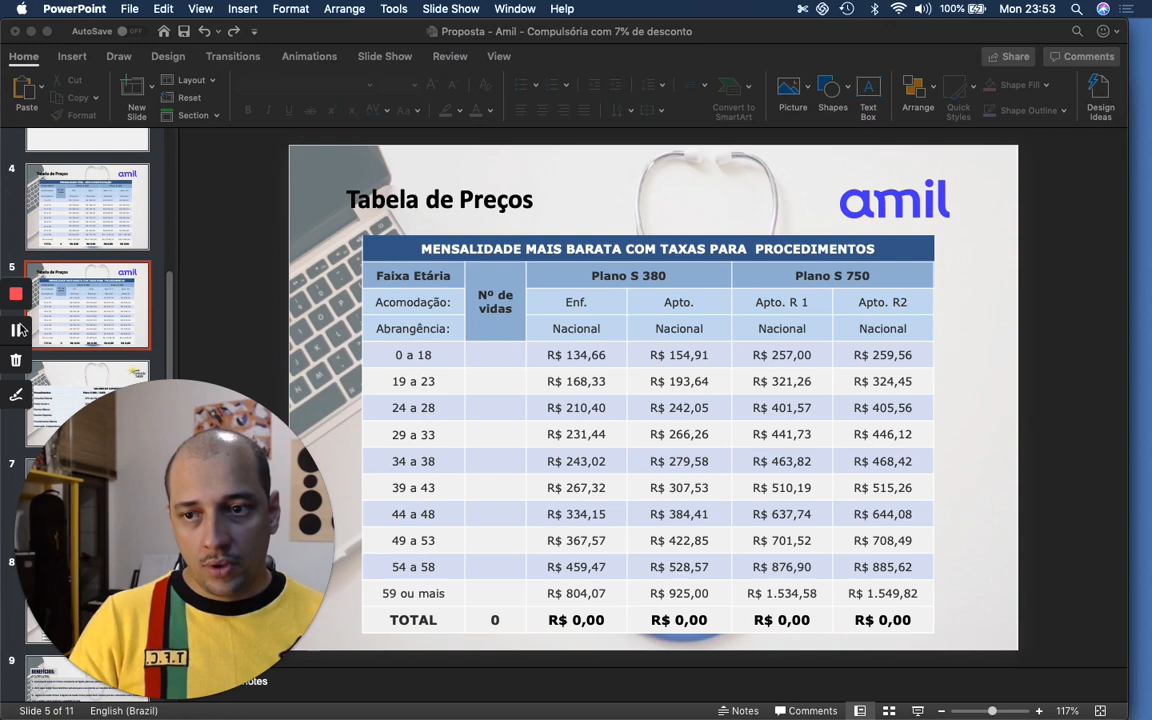 PowerPoint File Edit View Insert Format Arrange Tools Slide Show Window Help 100% Mon 23:53
AutoSave OFF Proposta - Amil - Compulsória com 7% de desconto
Home Insert Draw Design Transitions Animations Slide Show Review View Share Comments
Paste Cut Copy Format
New Slide Layout Reset Section
Convert to SmartArt
Picture Shapes Text Box Arrange Quick Styles Shape Fill Shape Outline Design Ideas
4
Tabela de Preços amil
5
Tabela de Preços amil
7
8
9
BENEFÍCIOS:
Tabela de Preços
amil
MENSALIDADE MAIS BARATA COM TAXAS PARA PROCEDIMENTOS
Faixa Etária Nº de vidas Plano S 380 Plano S 750
Acomodação: Enf. Apto. Apto. R 1 Apto. R2
Abrangência: Nacional Nacional Nacional Nacional
0 a 18 R$ 134,66 R$ 154,91 R$ 257,00 R$ 259,56
19 a 23 R$ 168,33 R$ 193,64 R$ 321,26 R$ 324,45
24 a 28 R$ 210,40 R$ 242,05 R$ 401,57 R$ 405,56
29 a 33 R$ 231,44 R$ 266,26 R$ 441,73 R$ 446,12
34 a 38 R$ 243,02 R$ 279,58 R$ 463,82 R$ 468,42
39 a 43 R$ 267,32 R$ 307,53 R$ 510,19 R$ 515,26
44 a 48 R$ 334,15 R$ 384,41 R$ 637,74 R$ 644,08
49 a 53 R$ 367,57 R$ 422,85 R$ 701,52 R$ 708,49
54 a 58 R$ 459,47 R$ 528,57 R$ 876,90 R$ 885,62
59 ou mais R$ 804,07 R$ 925,00 R$ 1.534,58 R$ 1.549,82
TOTAL 0 R$ 0,00 R$ 0,00 R$ 0,00 R$ 0,00
T.F.C.
notes
Slide 5 of 11 English (Brazil) Notes Comments 117%